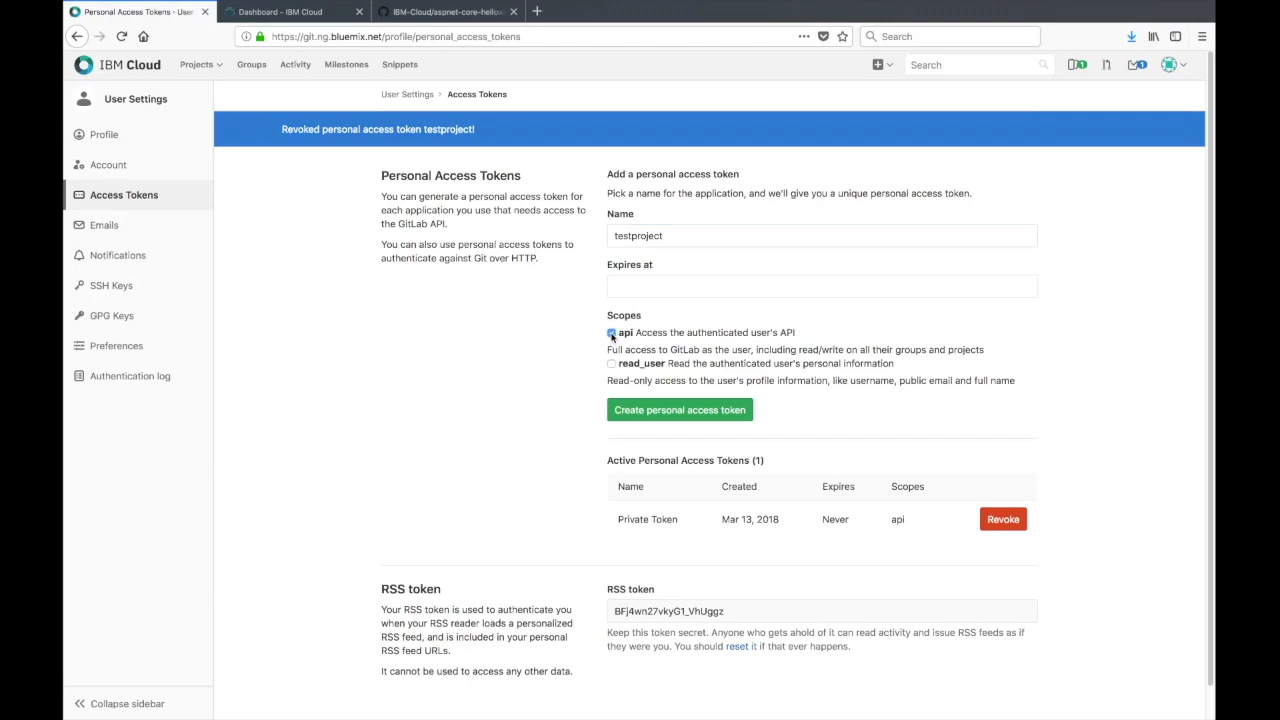 Personal Access Tokens · User
Dashboard - IBM Cloud
IBM-Cloud/aspnet-core-hellow
https://git.ng.bluemix.net/profile/personal_access_tokens
Search
IBM Cloud
Projects
Groups
Activity
Milestones
Snippets
Search
1
1
User Settings
Profile
Account
Access Tokens
Emails
Notifications
SSH Keys
GPG Keys
Preferences
Authentication log
Collapse sidebar
User Settings › Access Tokens
Revoked personal access token testproject!
Personal Access Tokens
You can generate a personal access token for
each application you use that needs access to
the GitLab API.
You can also use personal access tokens to
authenticate against Git over HTTP.
Add a personal access token
Pick a name for the application, and we'll give you a unique personal access token.
Name
testproject
Expires at
Scopes
api Access the authenticated user's API
Full access to GitLab as the user, including read/write on all their groups and projects
read_user Read the authenticated user's personal information
Read-only access to the user's profile information, like username, public email and full name
Create personal access token
Active Personal Access Tokens (1)
Name Created Expires Scopes
Private Token Mar 13, 2018 Never api Revoke
RSS token
Your RSS token is used to authenticate you
when your RSS reader loads a personalized
RSS feed, and is included in your personal
RSS feed URLs.
It cannot be used to access any other data.
RSS token
BFj4wn27vkyG1_VhUggz
Keep this token secret. Anyone who gets ahold of it can read activity and issue RSS feeds as if
they were you. You should reset it if that ever happens.